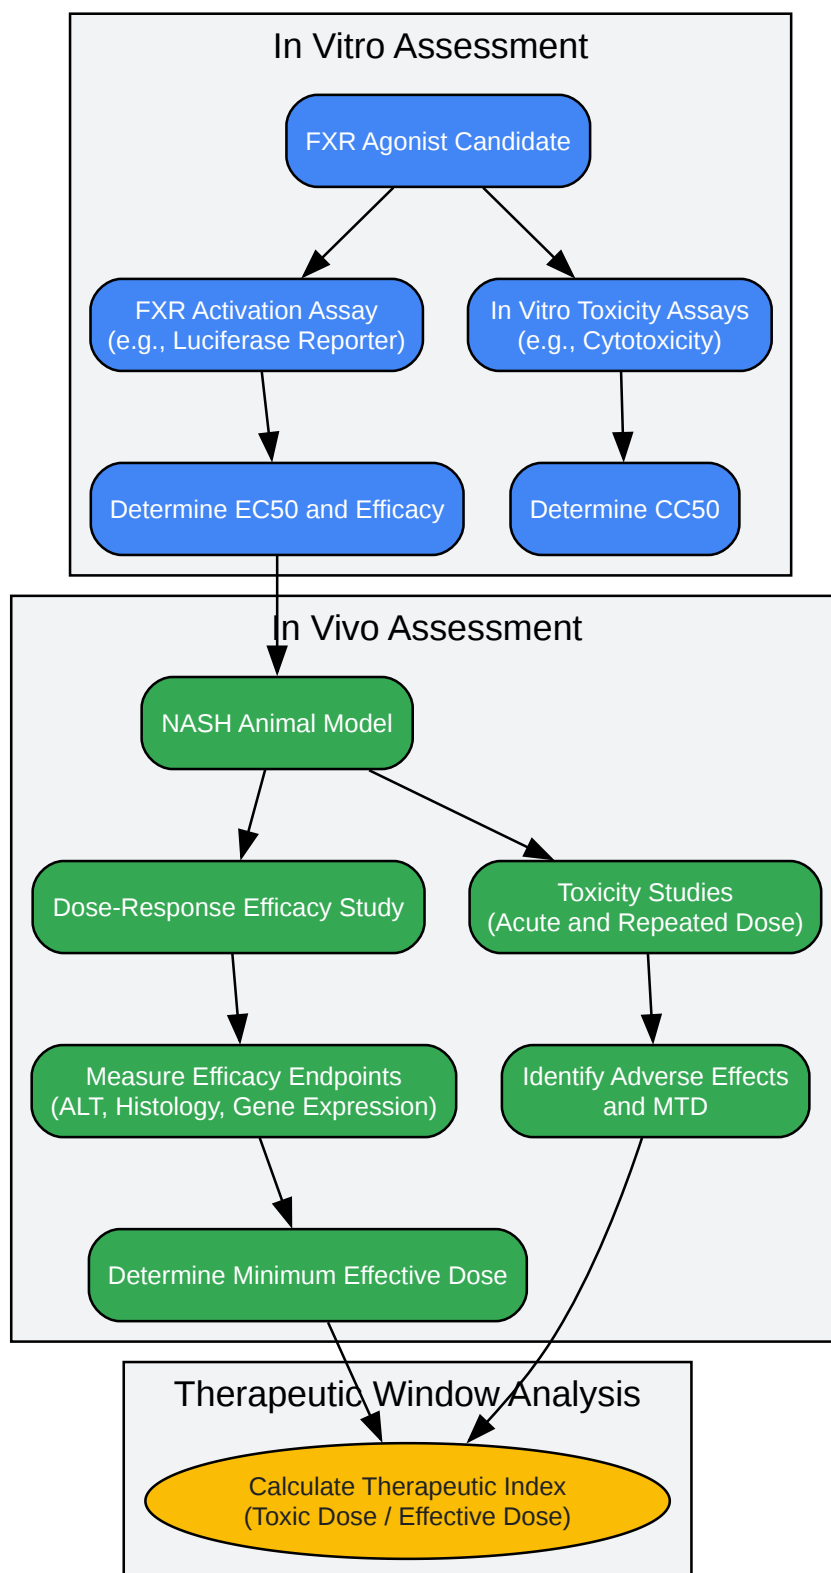 In Vitro Assessment
FXR Agonist Candidate
FXR Activation Assay
(e.g., Luciferase Reporter)
In Vitro Toxicity Assays
(e.g., Cytotoxicity)
Determine EC50 and Efficacy
Determine CC50
In Vivo Assessment
NASH Animal Model
Dose-Response Efficacy Study
Toxicity Studies
(Acute and Repeated Dose)
Measure Efficacy Endpoints
(ALT, Histology, Gene Expression)
Identify Adverse Effects
and MTD
Determine Minimum Effective Dose
Therapeutic Window Analysis
Calculate Therapeutic Index
(Toxic Dose / Effective Dose)